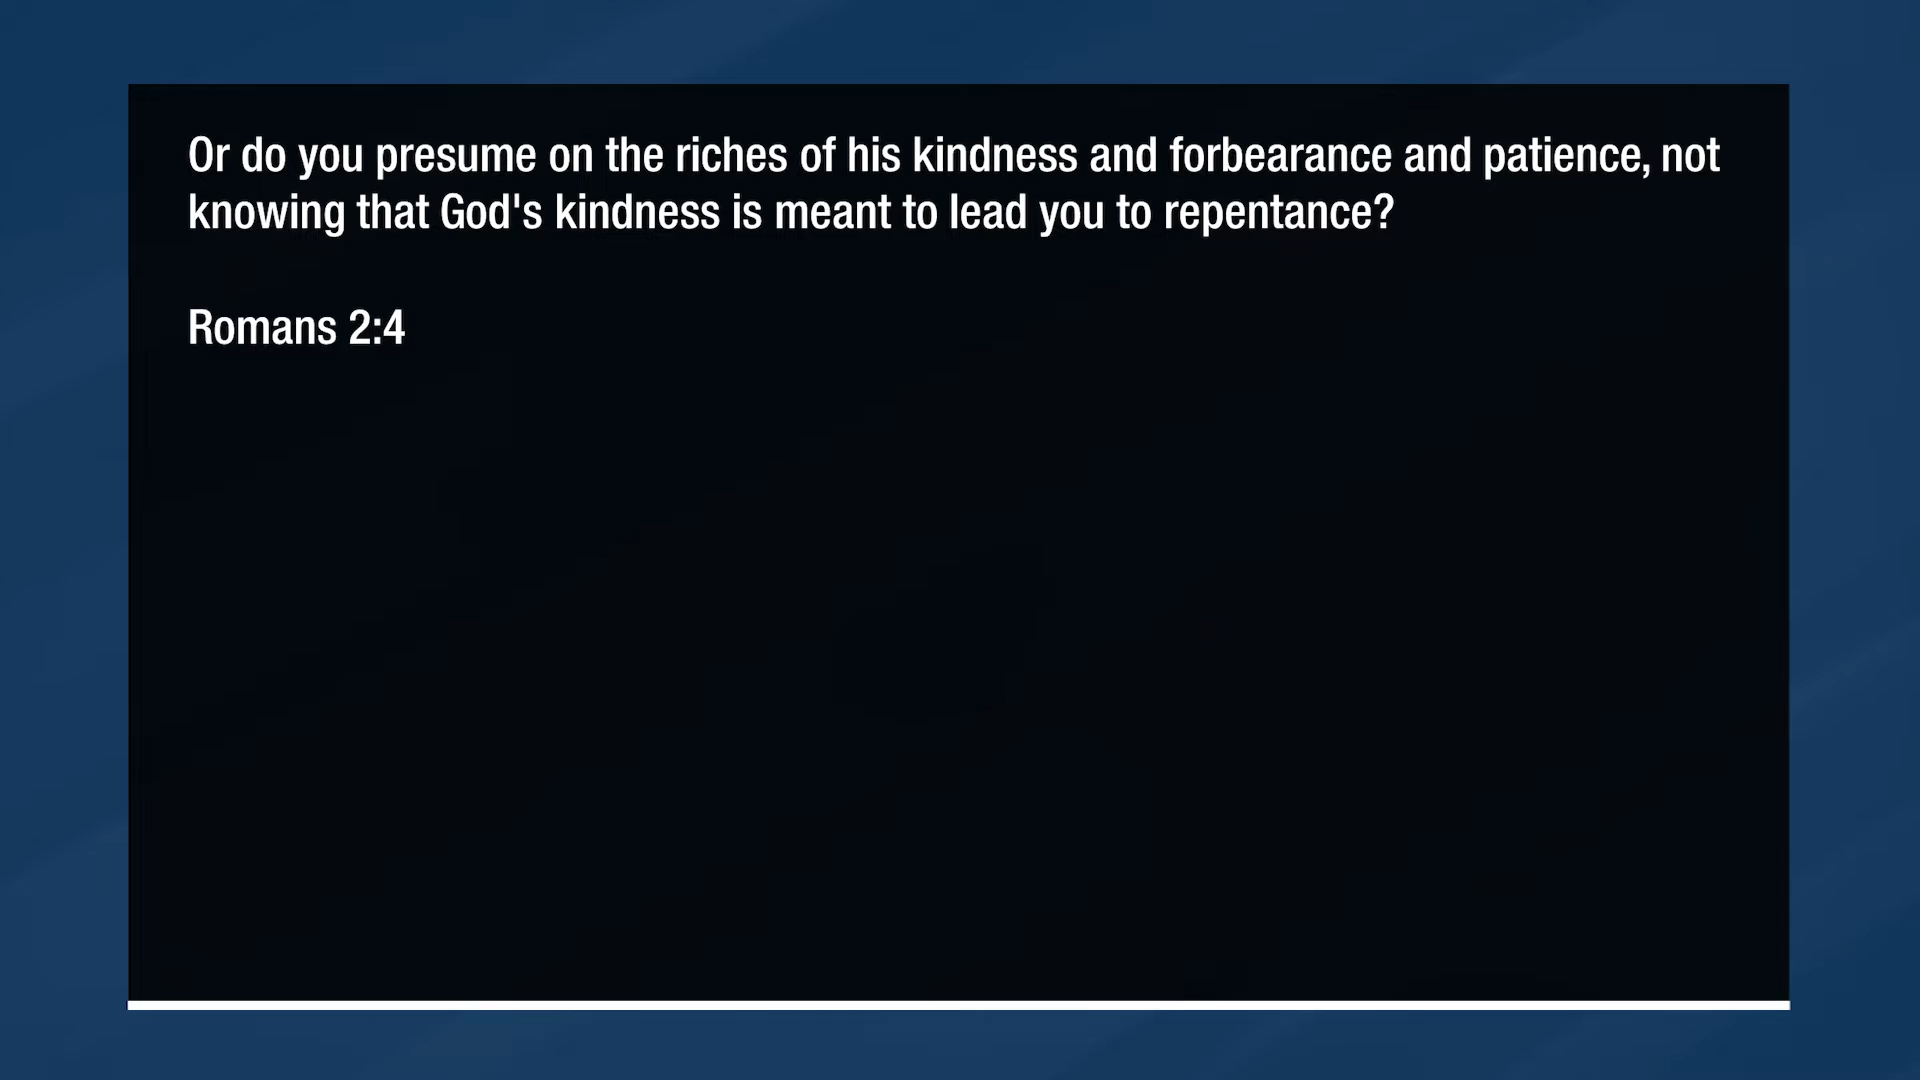 Or do you presume on the riches of his kindness and forbearance and patience, not
knowing that God's kindness is meant to lead you to repentance?
Romans 2:4